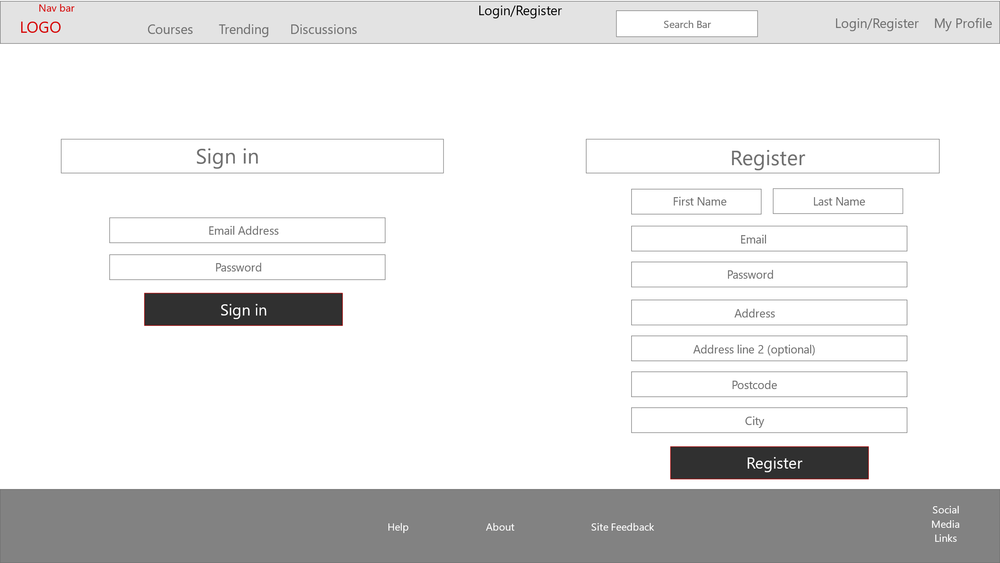 Nav bar
LOGO
Courses
Trending
Discussions
Login/Register
Search Bar
Login/Register
My Profile
Sign in
Email Address
Password
Sign in
Register
First Name
Last Name
Email
Password
Address
Address line 2 (optional)
Postcode
City
Register
Help
About
Site Feedback
Social
Media
Links